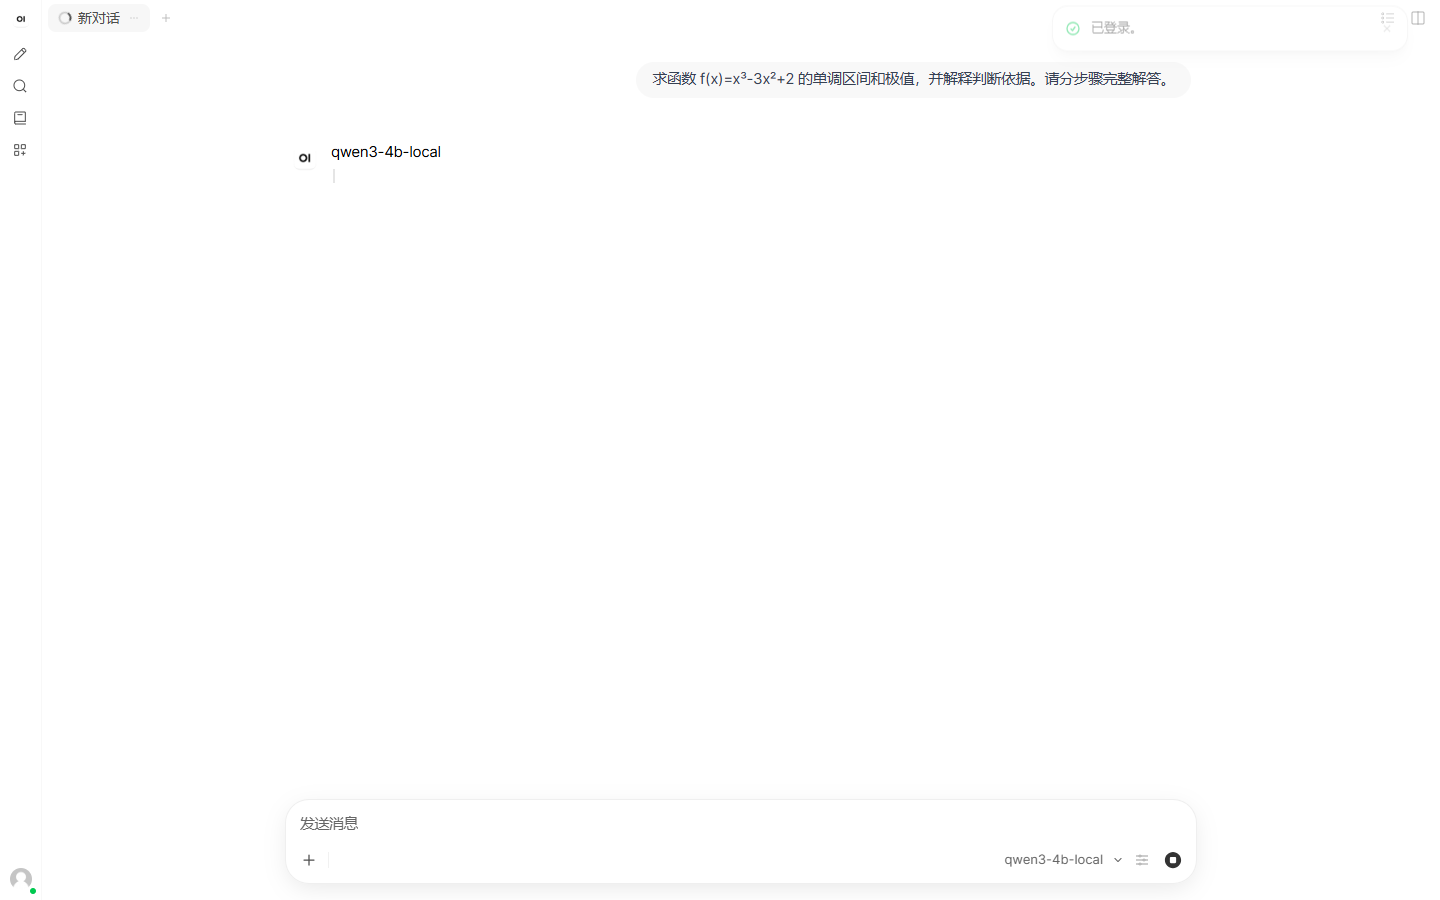 OI
新对话
已登录。
求函数 f(x)=x³-3x²+2 的单调区间和极值，并解释判断依据。请分步骤完整解答。
OI
qwen3-4b-local
发送消息
qwen3-4b-local